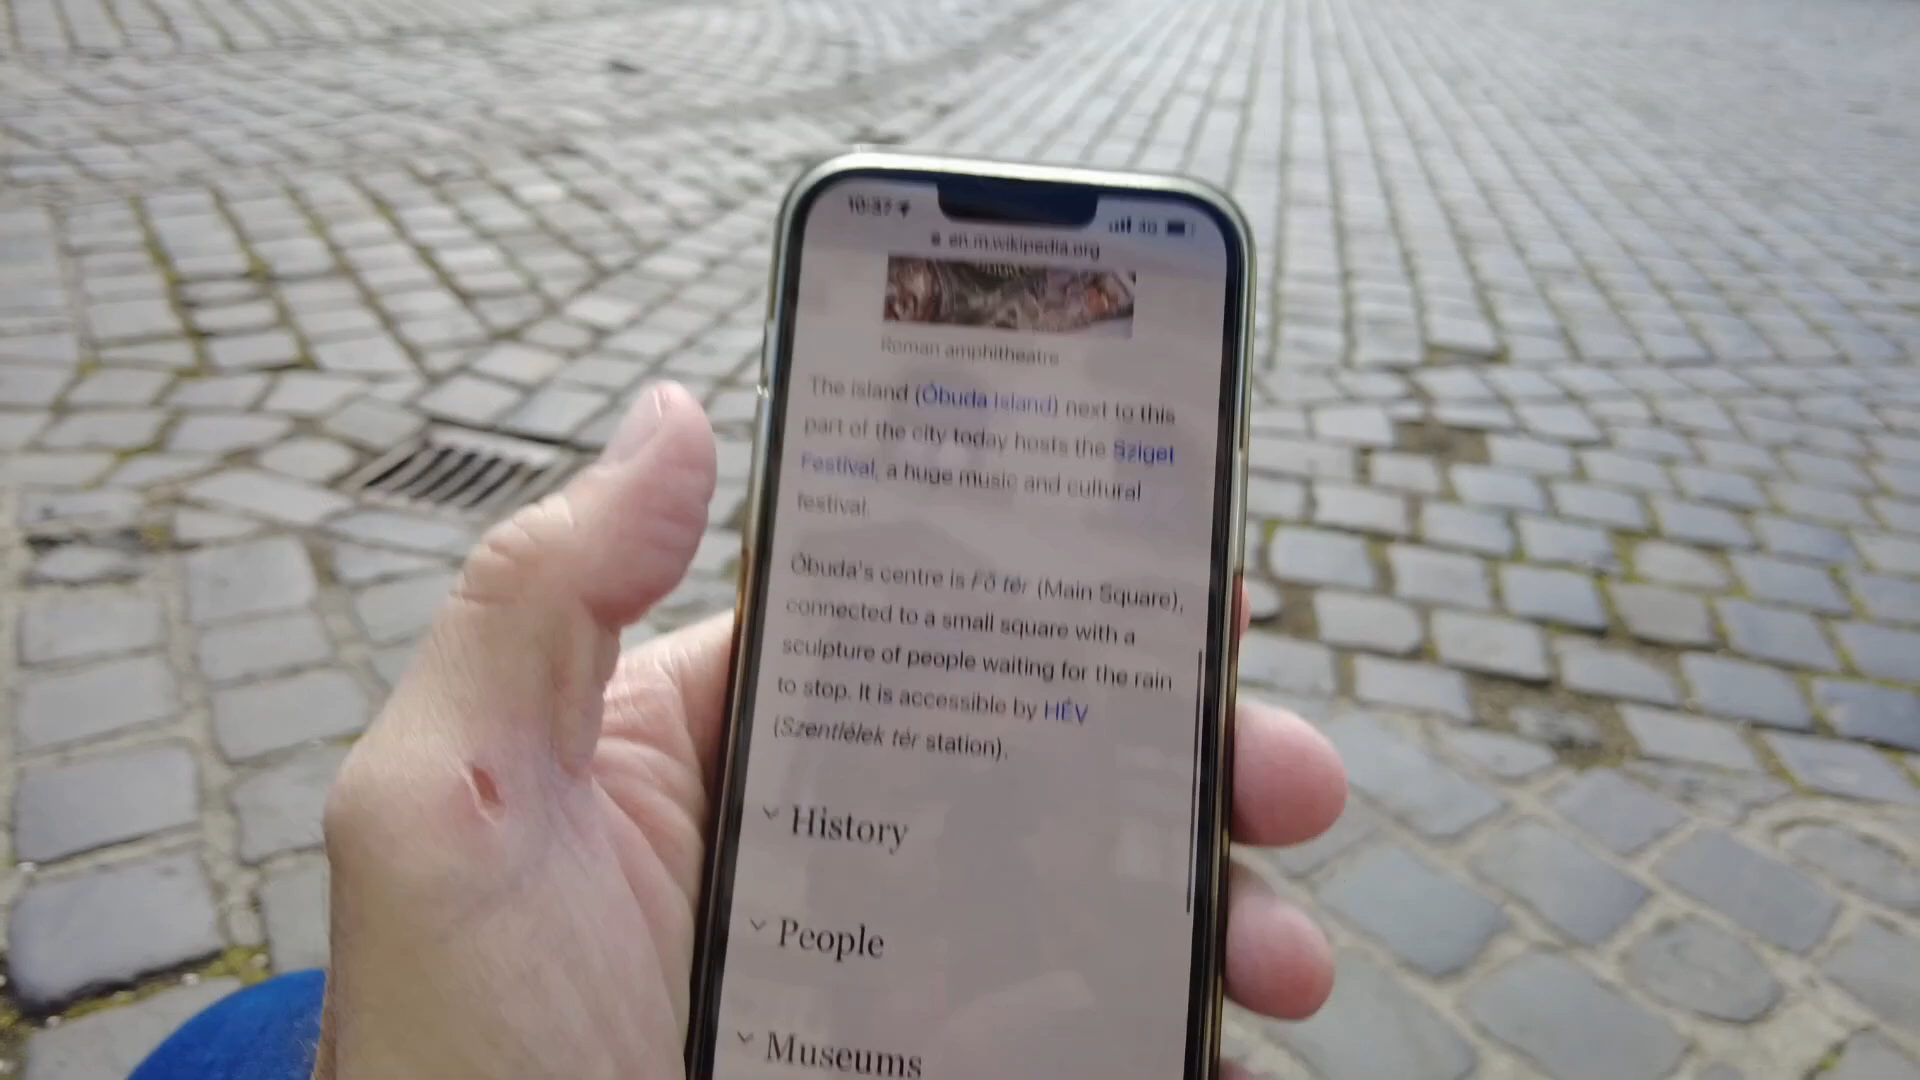 10:37
4G
en.m.wikipedia.org
Roman amphitheatre
The island (Óbuda Island) next to this
part of the city today hosts the Sziget
Festival, a huge music and cultural
festival.
Óbuda's centre is Fő tér (Main Square),
connected to a small square with a
sculpture of people waiting for the rain
to stop. It is accessible by HÉV
(Szentlélek tér station).
History
People
Museums